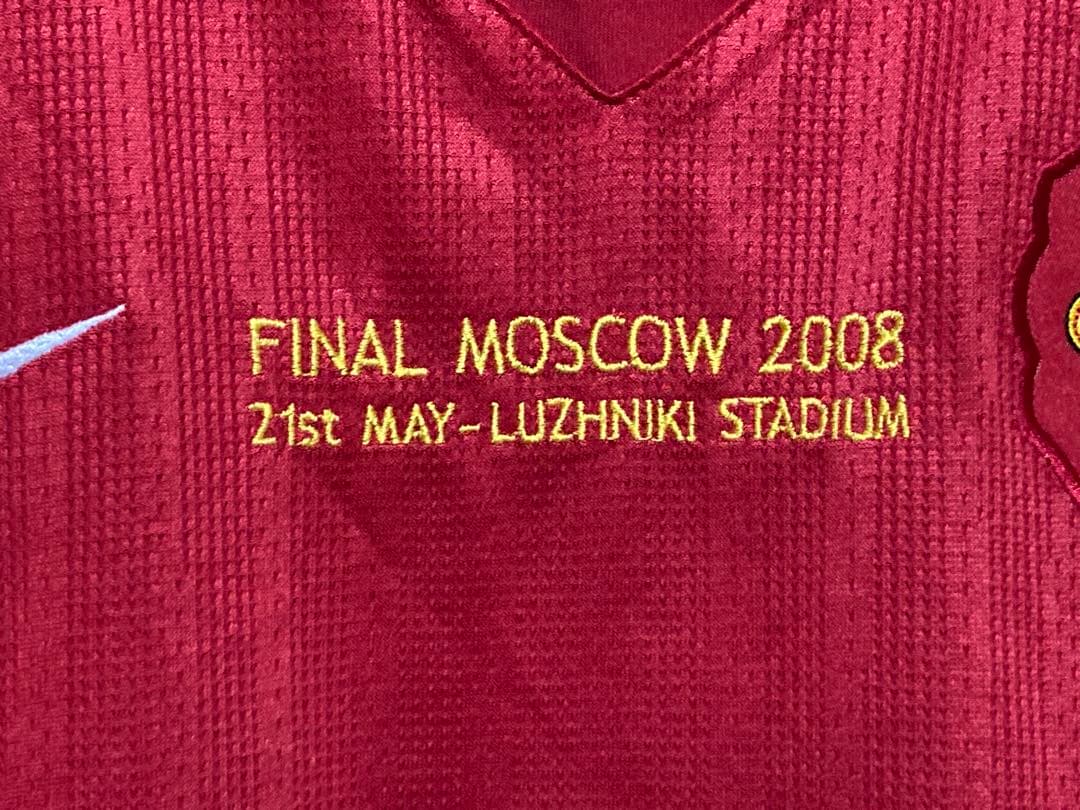 FINAL MOSCOW 2008
21st MAY-LUZHNIKI STADIUM